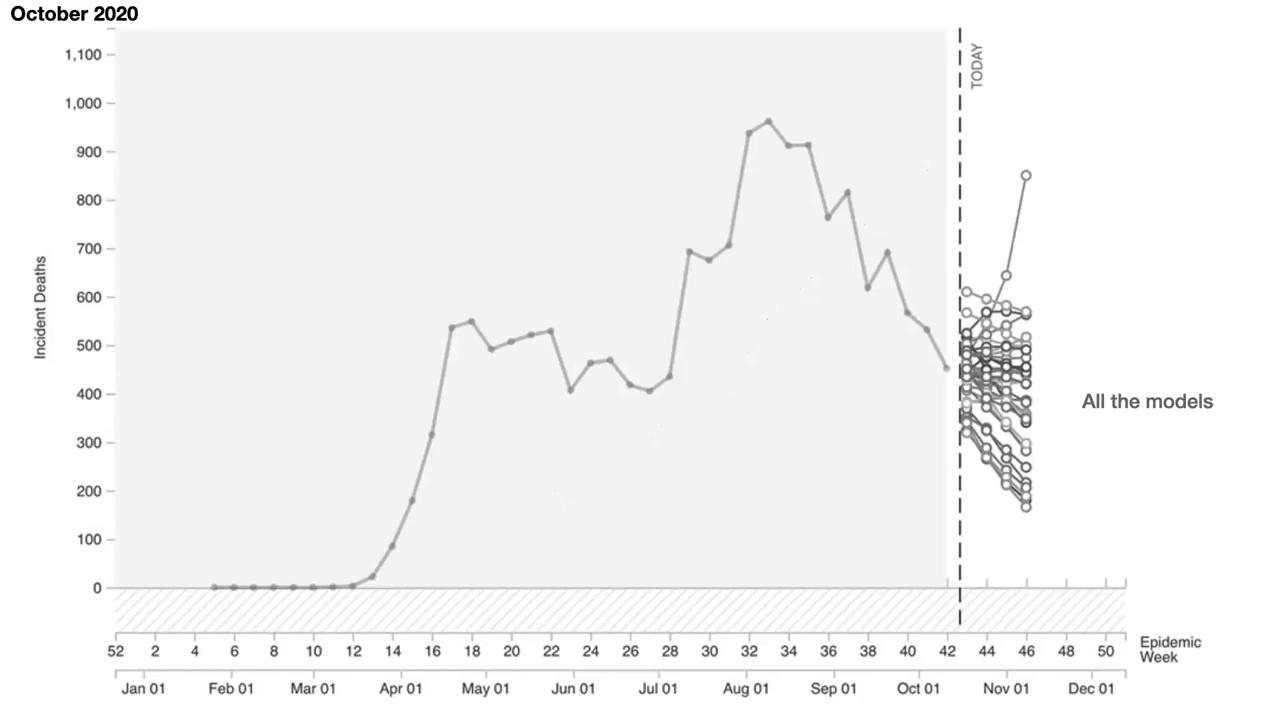 October 2020
1,100
1,000
900
800
700
600
500
400
300
200
100
0
Incident Deaths
TODAY
All the models
52 2 4 6 8 10 12 14 16 18 20 22 24 26 28 30 32 34 36 38 40 42 44 46 48 50
Epidemic
Week
Jan 01 Feb 01 Mar 01 Apr 01 May 01 Jun 01 Jul 01 Aug 01 Sep 01 Oct 01 Nov 01 Dec 01